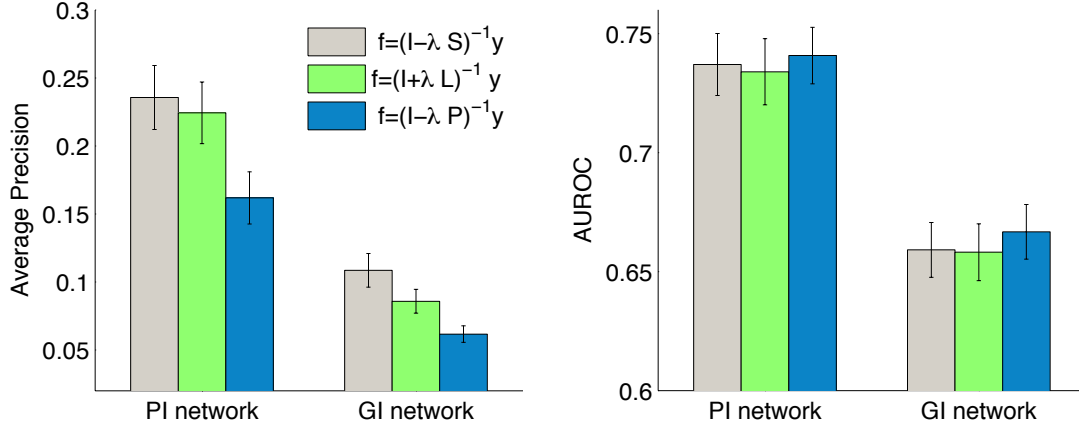 0.3
0.25
0.2
0.15
0.1
0.05
Average Precision
f=(I−λ S)⁻¹y
f=(I+λ L)⁻¹ y
f=(I−λ P)⁻¹y
PI network
GI network
0.75
0.7
0.65
0.6
AUROC
PI network
GI network